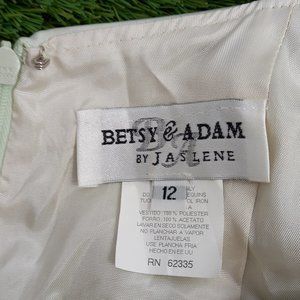 BETSY & ADAM
BY JASLENE
12
VESTIDO: 100% POLIESTER
FORRO: 100% ACETATO
LAVAR EN SECO SOLAMENTE
NO PLANCHAR A VAPOR
LENTAJUELAS
USE PLANCHA FRIA
HECHO EN EE UU
RN 62335